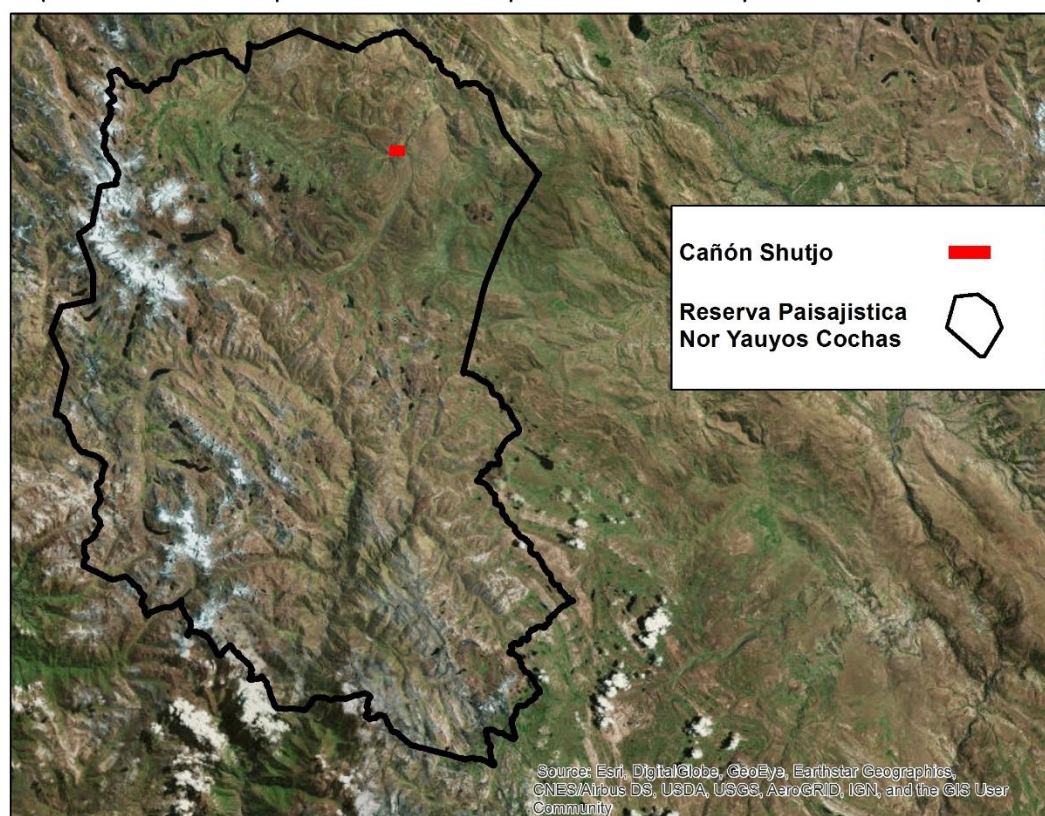 Cañón Shutjo
Reserva Paisajistica
Nor Yauyos Cochas
Source: Esri, DigitalGlobe, GeoEye, Earthstar Geographics,
CNES/Airbus DS, USDA, USGS, AeroGRID, IGN, and the GIS User
Community